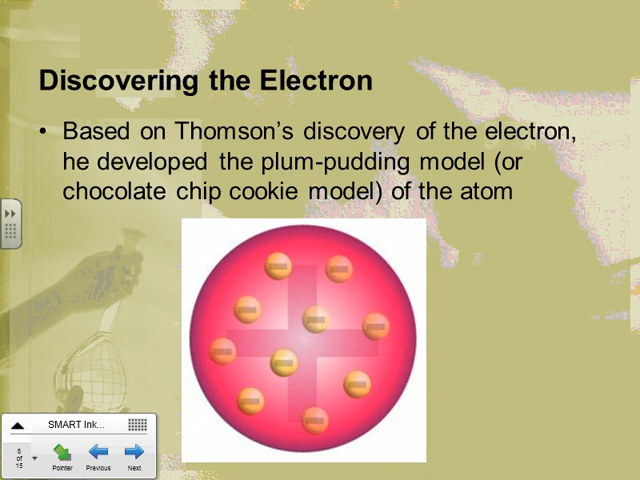 Discovering the Electron
• Based on Thomson's discovery of the electron,
he developed the plum-pudding model (or
chocolate chip cookie model) of the atom
SMART Ink...
6
of
15
Pointer
Previous
Next